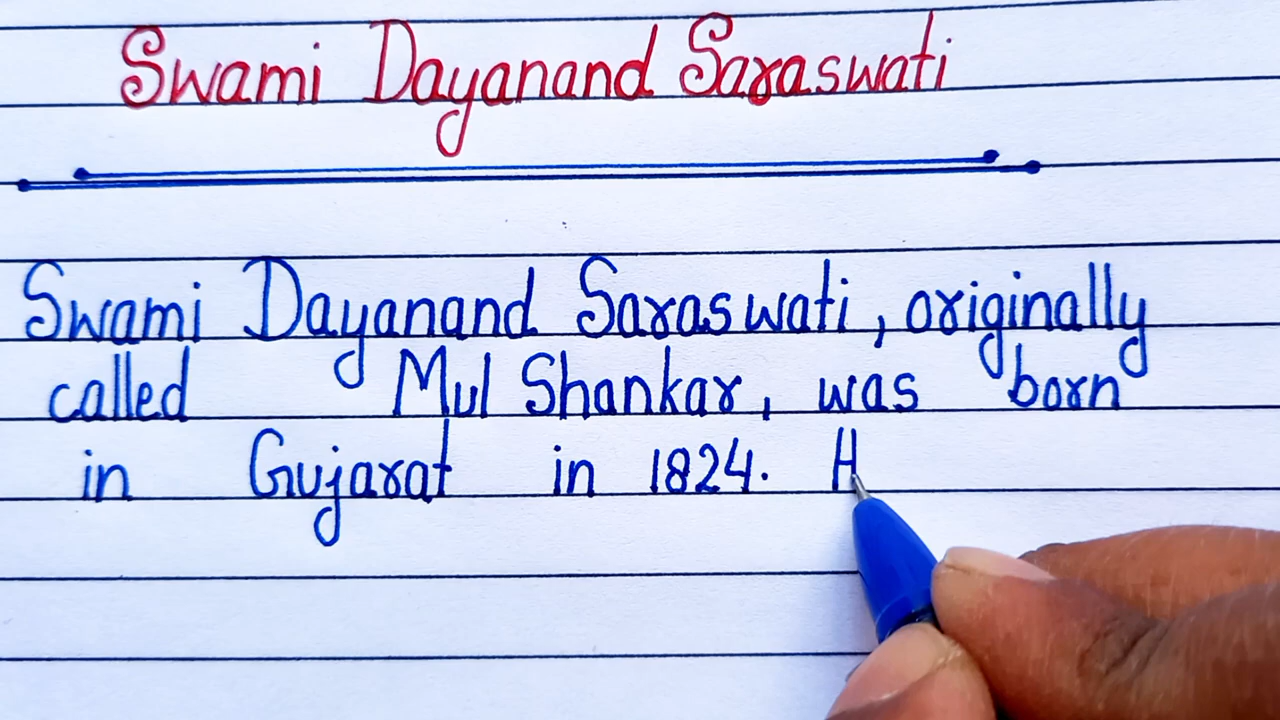 Swami Dayanand Saraswati
Swami Dayanand Saraswati, originally
called Mul Shankar, was born
in Gujarat in 1824. H